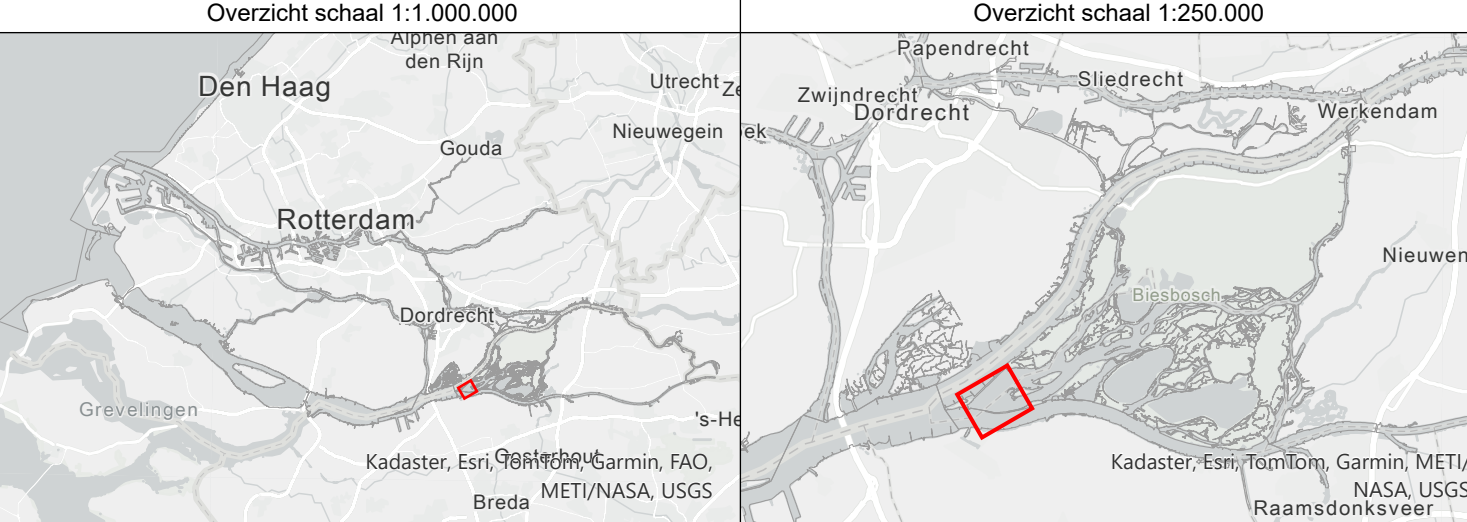 Overzicht schaal 1:1.000.000
Alphen aan
den Rijn
Den Haag
Utrecht
Ze
Nieuwegein
Gouda
Rotterdam
Dordrecht
Grevelingen
's-He
Oosterhout
Kadaster, Esri, TomTom, Garmin, FAO,
METI/NASA, USGS
Breda
Overzicht schaal 1:250.000
Papendrecht
Sliedrecht
Zwijndrecht
Dordrecht
Werkendam
ek
Nieuwen
Biesbosch
Kadaster, Esri, TomTom, Garmin, METI/
NASA, USGS
Raamsdonksveer